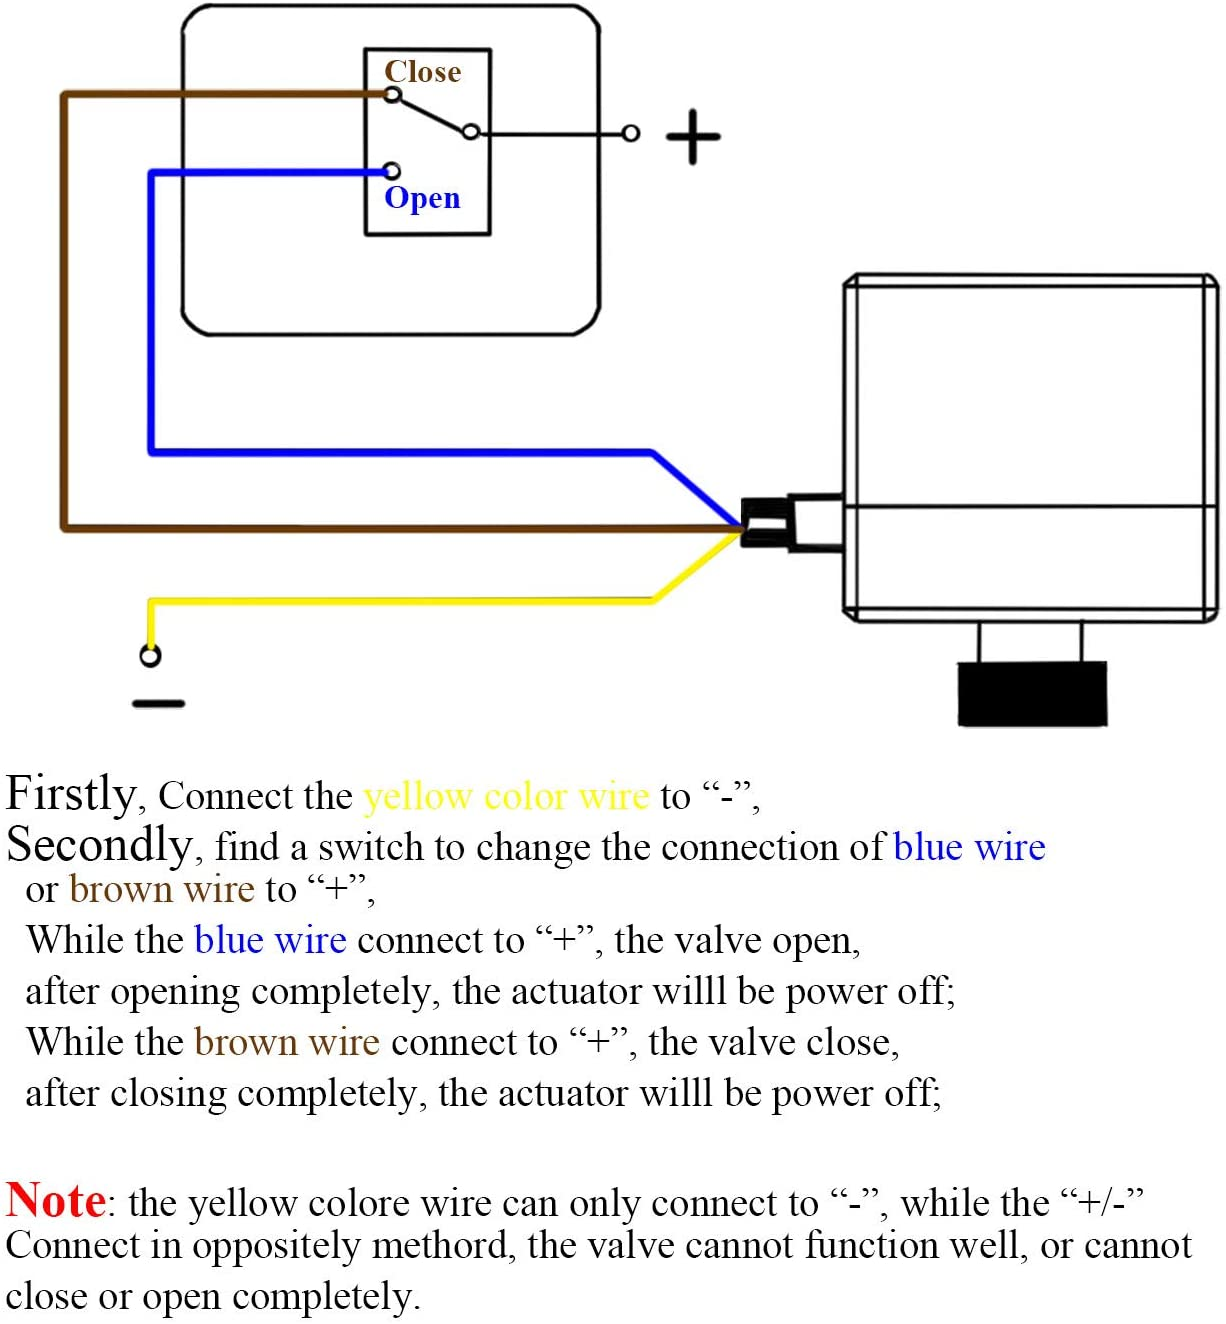 Close
+
Open
−
Firstly, Connect the yellow color wire to “-”,
Secondly, find a switch to change the connection of blue wire
or brown wire to “+”,
While the blue wire connect to “+”, the valve open,
after opening completely, the actuator willl be power off;
While the brown wire connect to “+”, the valve close,
after closing completely, the actuator willl be power off;
Note: the yellow colore wire can only connect to “-”, while the “+/-”
Connect in oppositely methord, the valve cannot function well, or cannot
close or open completely.